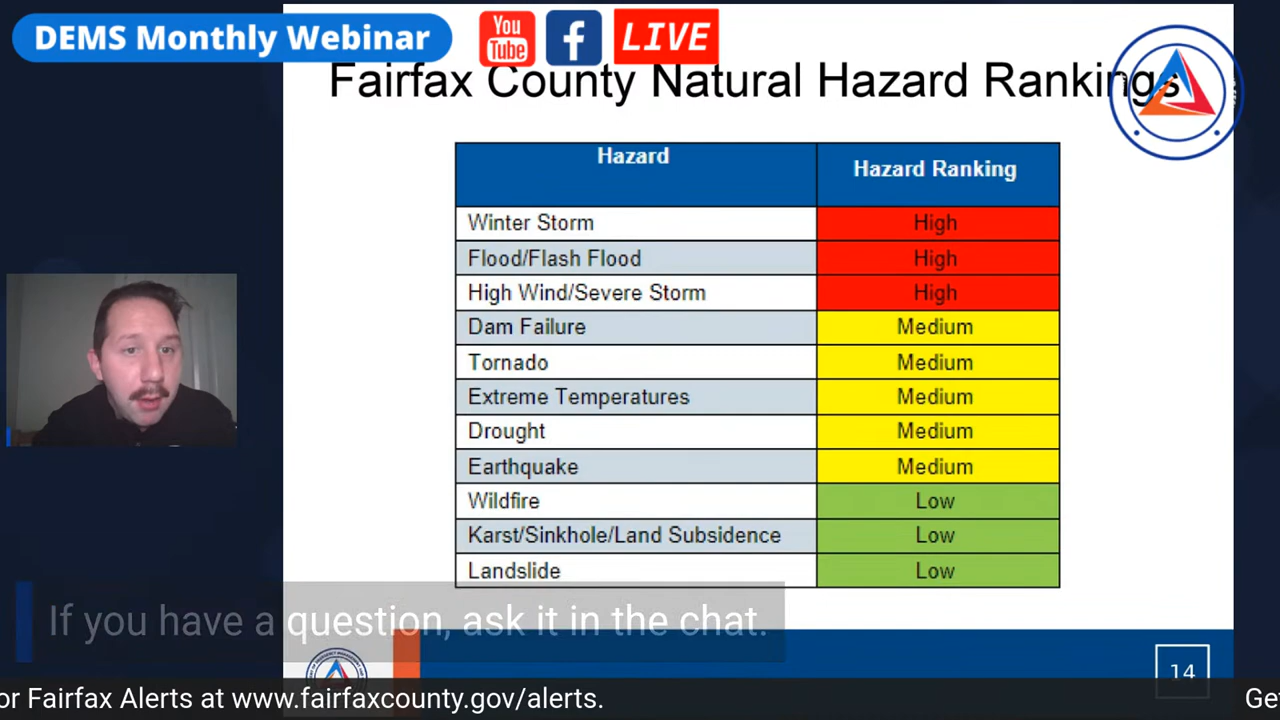 DEMS Monthly Webinar
You
Tube
f
LIVE
Fairfax County Natural Hazard Rankings
Hazard Hazard Ranking
Winter Storm High
Flood/Flash Flood High
High Wind/Severe Storm High
Dam Failure Medium
Tornado Medium
Extreme Temperatures Medium
Drought Medium
Earthquake Medium
Wildfire Low
Karst/Sinkhole/Land Subsidence Low
Landslide Low
If you have a question, ask it in the chat.
14
or Fairfax Alerts at www.fairfaxcounty.gov/alerts. Ge